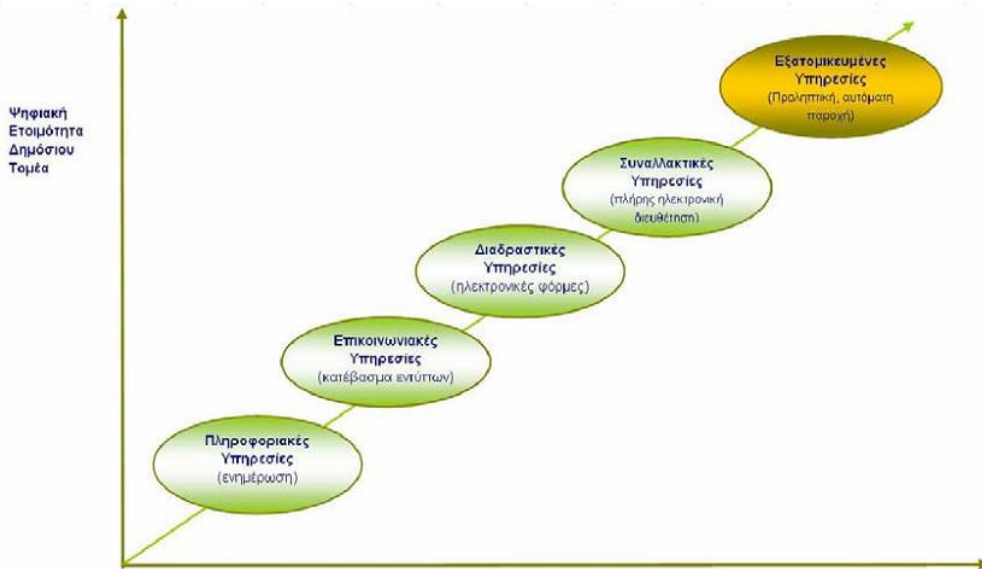 Ψηφιακή
Ετοιμότητα
Δημόσιου
Τομέα
Εξατομικευμένες
Υπηρεσίες
(Προληπτική, αυτόματη
παροχή)
Συναλλακτικές
Υπηρεσίες
(πλήρης ηλεκτρονική
διευθέτηση)
Διαδραστικές
Υπηρεσίες
(ηλεκτρονικές φόρμες)
Επικοινωνιακές
Υπηρεσίες
(κατέβασμα εντύπων)
Πληροφοριακές
Υπηρεσίες
(ενημέρωση)